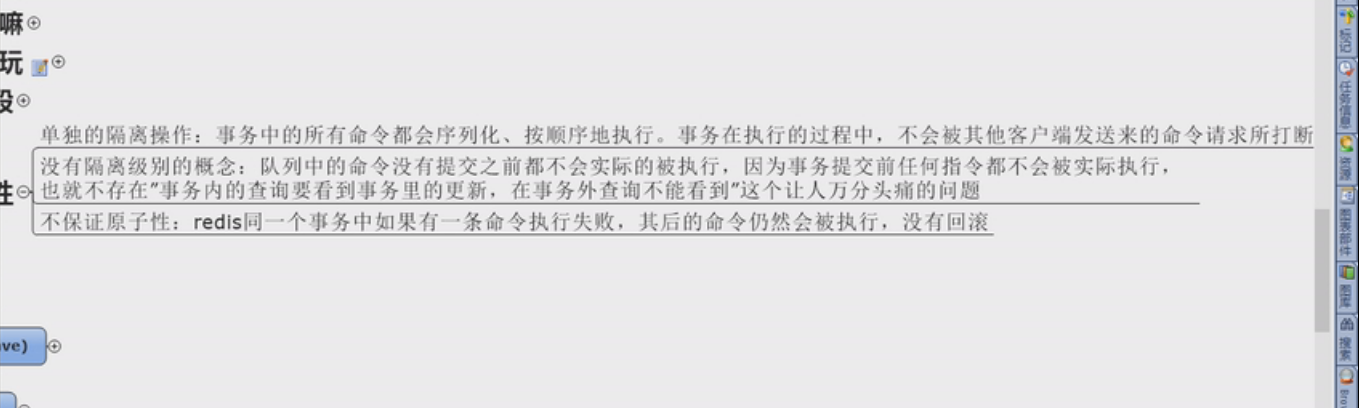 嘛
玩
段
单独的隔离操作：事务中的所有命令都会序列化、按顺序地执行。事务在执行的过程中，不会被其他客户端发送来的命令请求所打断
没有隔离级别的概念：队列中的命令没有提交之前都不会实际的被执行，因为事务提交前任何指令都不会被实际执行，
也就不存在"事务内的查询要看到事务里的更新，在事务外查询不能看到"这个让人万分头痛的问题
性
不保证原子性：redis同一个事务中如果有一条命令执行失败，其后的命令仍然会被执行，没有回滚
ave)
标记
任务信息
资源
图表部件
图库
搜索